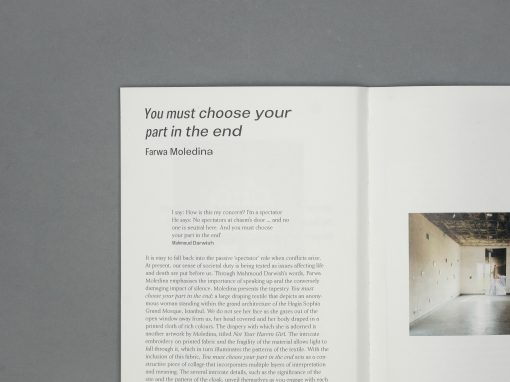 You must choose your
part in the end
Farwa Moledina
I say: How is this my concern? I'm a spectator
He says: No spectators at chasm's door ... and no
one is neutral here. And you must choose
your part in the end'
Mahmoud Darwish
It is easy to fall back into the passive 'spectator' role when conflicts arise.
At present, our sense of societal duty is being tested as issues affecting life
and death are put before us. Through Mahmoud Darwish's words, Farwa
Moledina emphasises the importance of speaking up and the conversely
damaging impact of silence. Moledina presents the tapestry You must
choose your part in the end: a large draping textile that depicts an anony-
mous woman standing within the grand architecture of the Hagia Sophia
Grand Mosque, Istanbul. We do not see her face as she gazes out of the
open window away from us, her head covered and her body draped in a
printed cloth of rich colours. The drapery with which she is adorned is
another artwork by Moledina, titled Not Your Harem Girl. The intricate
embroidery on printed fabric and the fragility of the material allows light to
fall through it, which in turn illuminates the patterns of the textile. With the
inclusion of this fabric, You must choose your part in the end acts as a con-
structive piece of collage that incorporates multiple layers of interpretation
and meaning. The several intricate details, such as the significance of the
site and the pattern of the cloak, unveil themselves as you engage with each